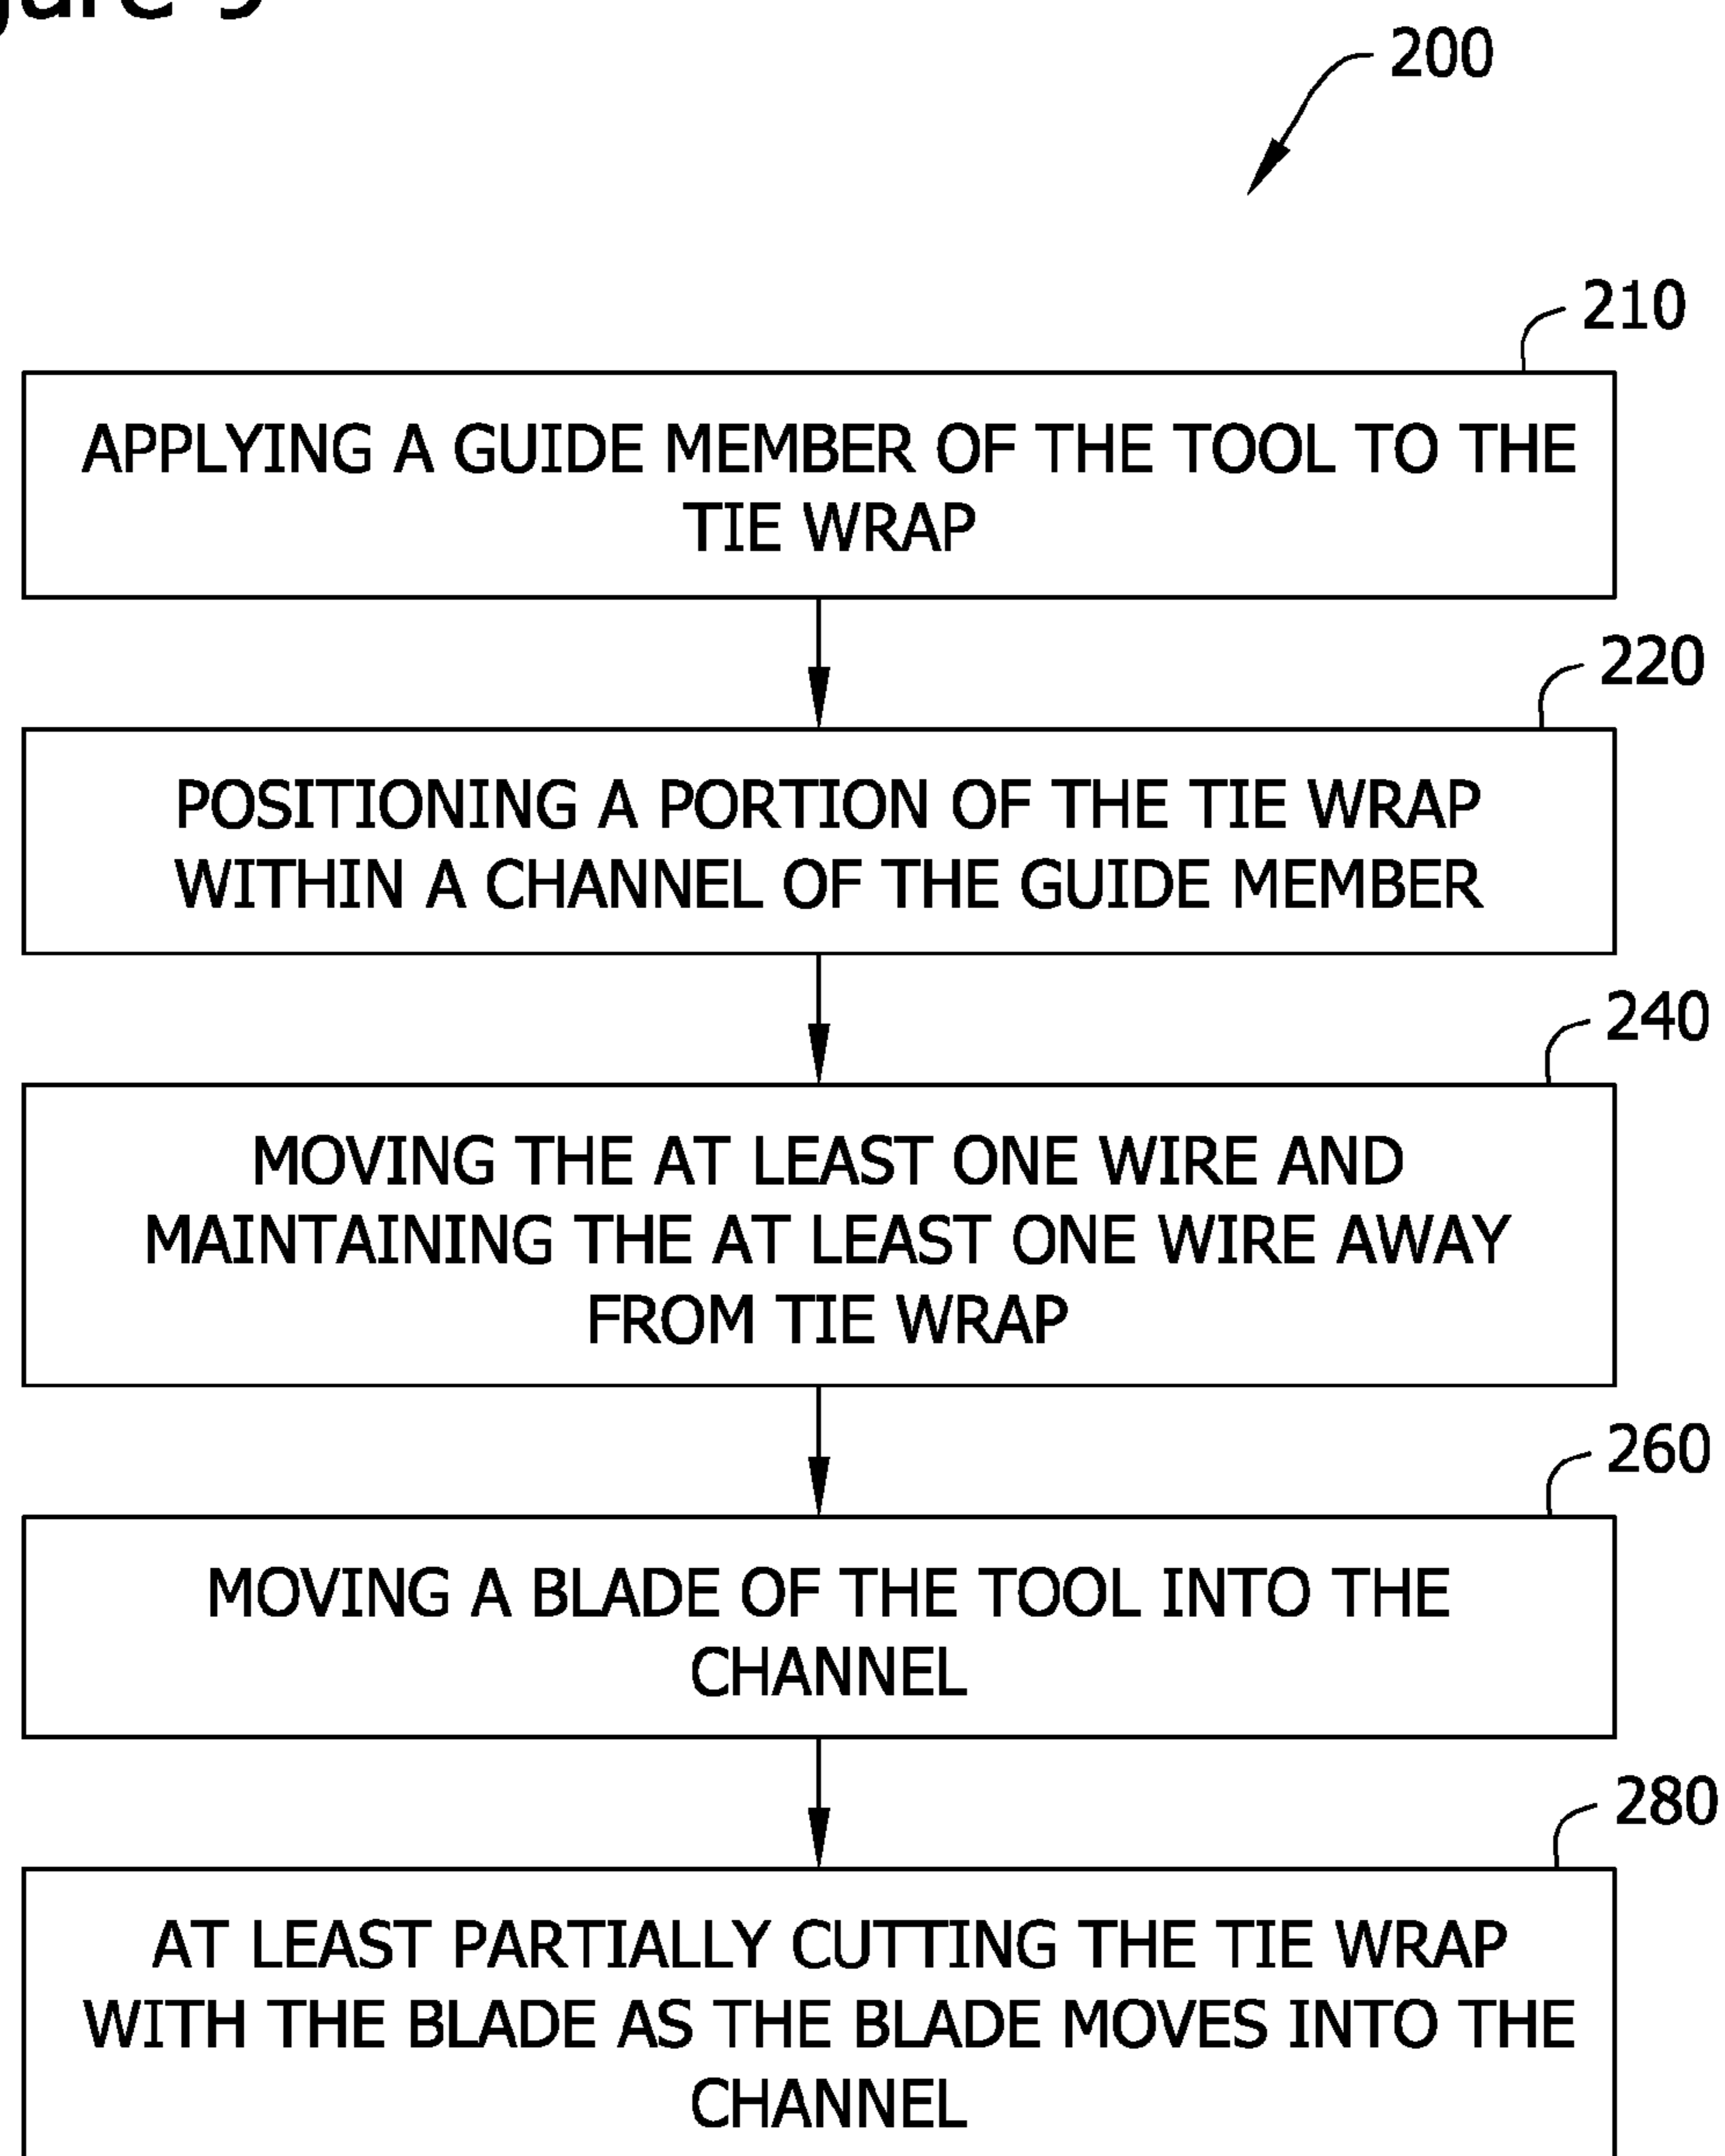 200
210
APPLYING A GUIDE MEMBER OF THE TOOL TO THE
TIE WRAP
220
POSITIONING A PORTION OF THE TIE WRAP
WITHIN A CHANNEL OF THE GUIDE MEMBER
240
MOVING THE AT LEAST ONE WIRE AND
MAINTAINING THE AT LEAST ONE WIRE AWAY
FROM TIE WRAP
260
MOVING A BLADE OF THE TOOL INTO THE
CHANNEL
280
AT LEAST PARTIALLY CUTTING THE TIE WRAP
WITH THE BLADE AS THE BLADE MOVES INTO THE
CHANNEL